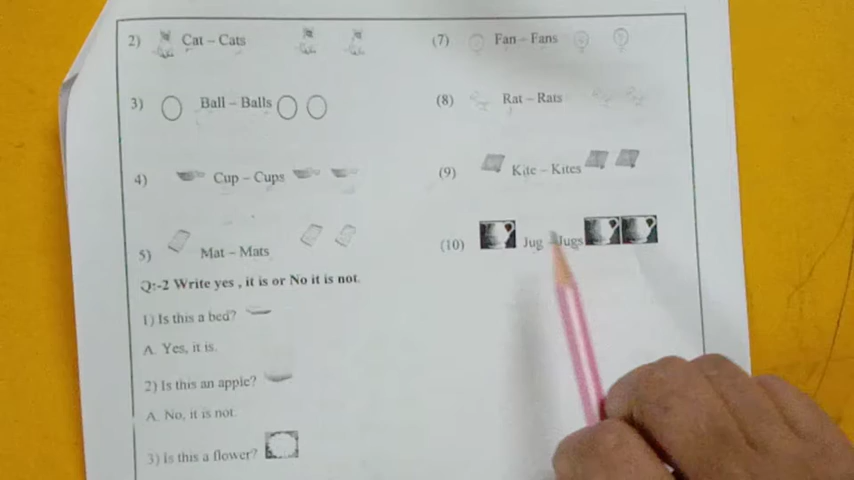 2) Cat – Cats
3) Ball – Balls
4) Cup – Cups
5) Mat – Mats
Q:-2 Write yes , it is or No it is not.
1) Is this a bed?
A. Yes, it is.
2) Is this an apple?
A. No, it is not.
3) Is this a flower?
(7) Fan – Fans
(8) Rat – Rats
(9) Kite – Kites
(10) Jug – Jugs